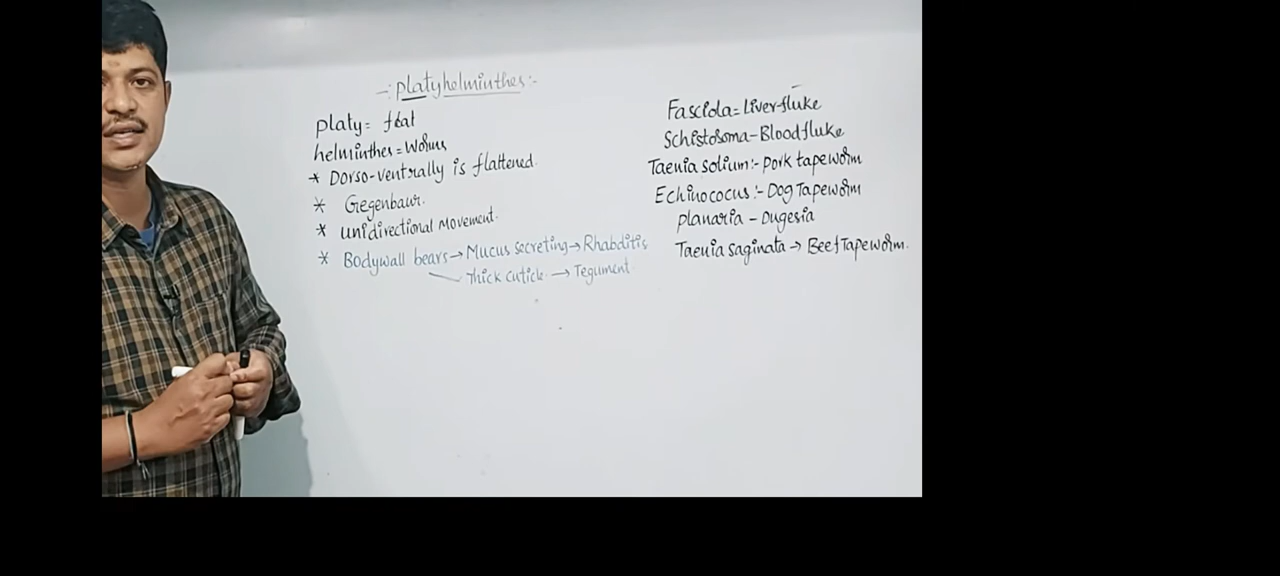 -: platyhelminthes:-
platy= flat
helminthes = Worms
* Dorso-ventrally is flattened.
* Gegenbaur.
* unidirectional movement.
* Bodywall bears → Mucus secreting → Rhabditis
Thick cuticle. → Tegument
Fasciola = Liver-fluke
Schistosoma - Bloodfluke
Taenia solium:- pork tapeworm
Echinococus:- Dog Tapeworm
planaria - Dugesia
Taenia saginata → Beef Tapeworm.